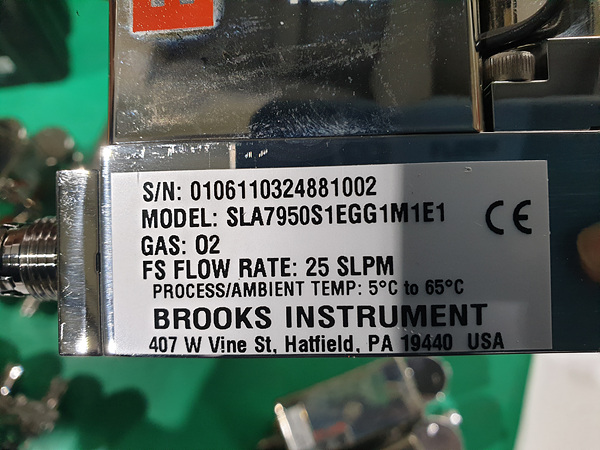 S/N: 0106110324881002
MODEL: SLA7950S1EGG1M1E1
GAS: O2
FS FLOW RATE: 25 SLPM
PROCESS/AMBIENT TEMP: 5°C to 65°C
BROOKS INSTRUMENT
407 W Vine St, Hatfield, PA 19440 USA
CE